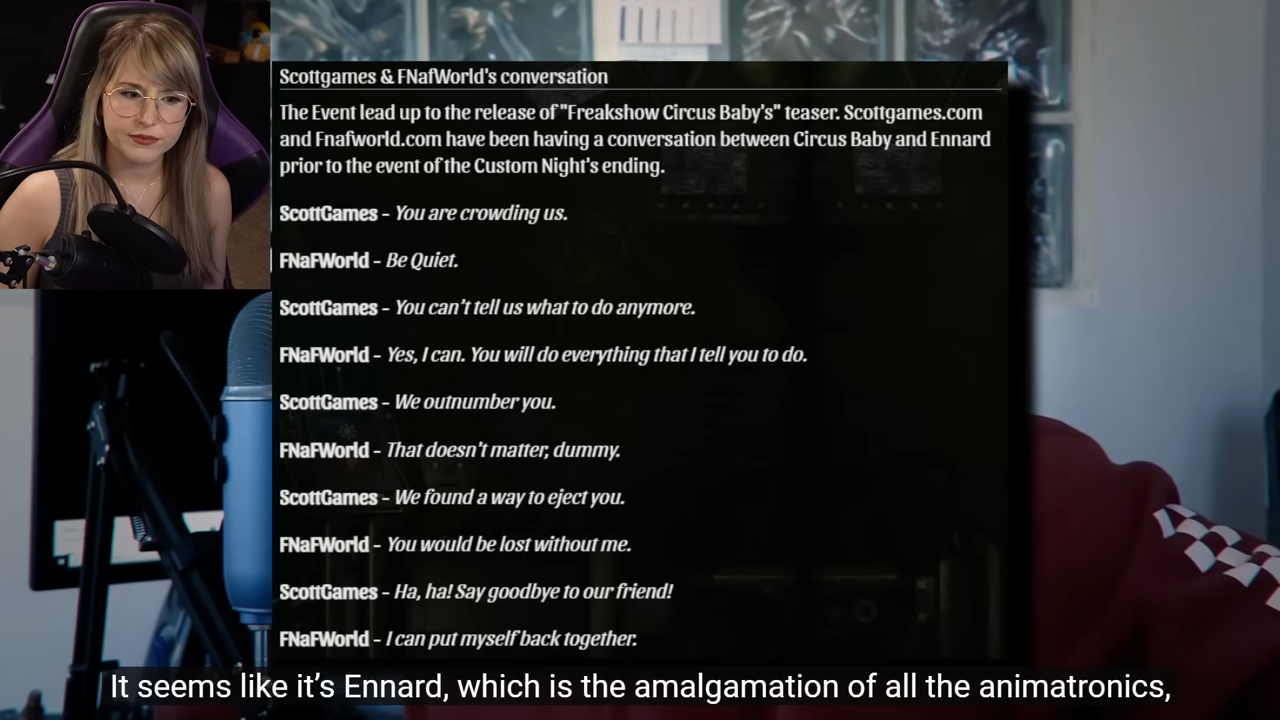 Scottgames & FNafWorld's conversation
The Event lead up to the release of "Freakshow Circus Baby's" teaser. Scottgames.com
and Fnafworld.com have been having a conversation between Circus Baby and Ennard
prior to the event of the Custom Night's ending.
ScottGames - You are crowding us.
FNaFWorld - Be Quiet.
ScottGames - You can't tell us what to do anymore.
FNaFWorld - Yes, I can. You will do everything that I tell you to do.
ScottGames - We outnumber you.
FNaFWorld - That doesn't matter, dummy.
ScottGames - We found a way to eject you.
FNaFWorld - You would be lost without me.
ScottGames - Ha, ha! Say goodbye to our friend!
FNaFWorld - I can put myself back together.
It seems like it's Ennard, which is the amalgamation of all the animatronics,